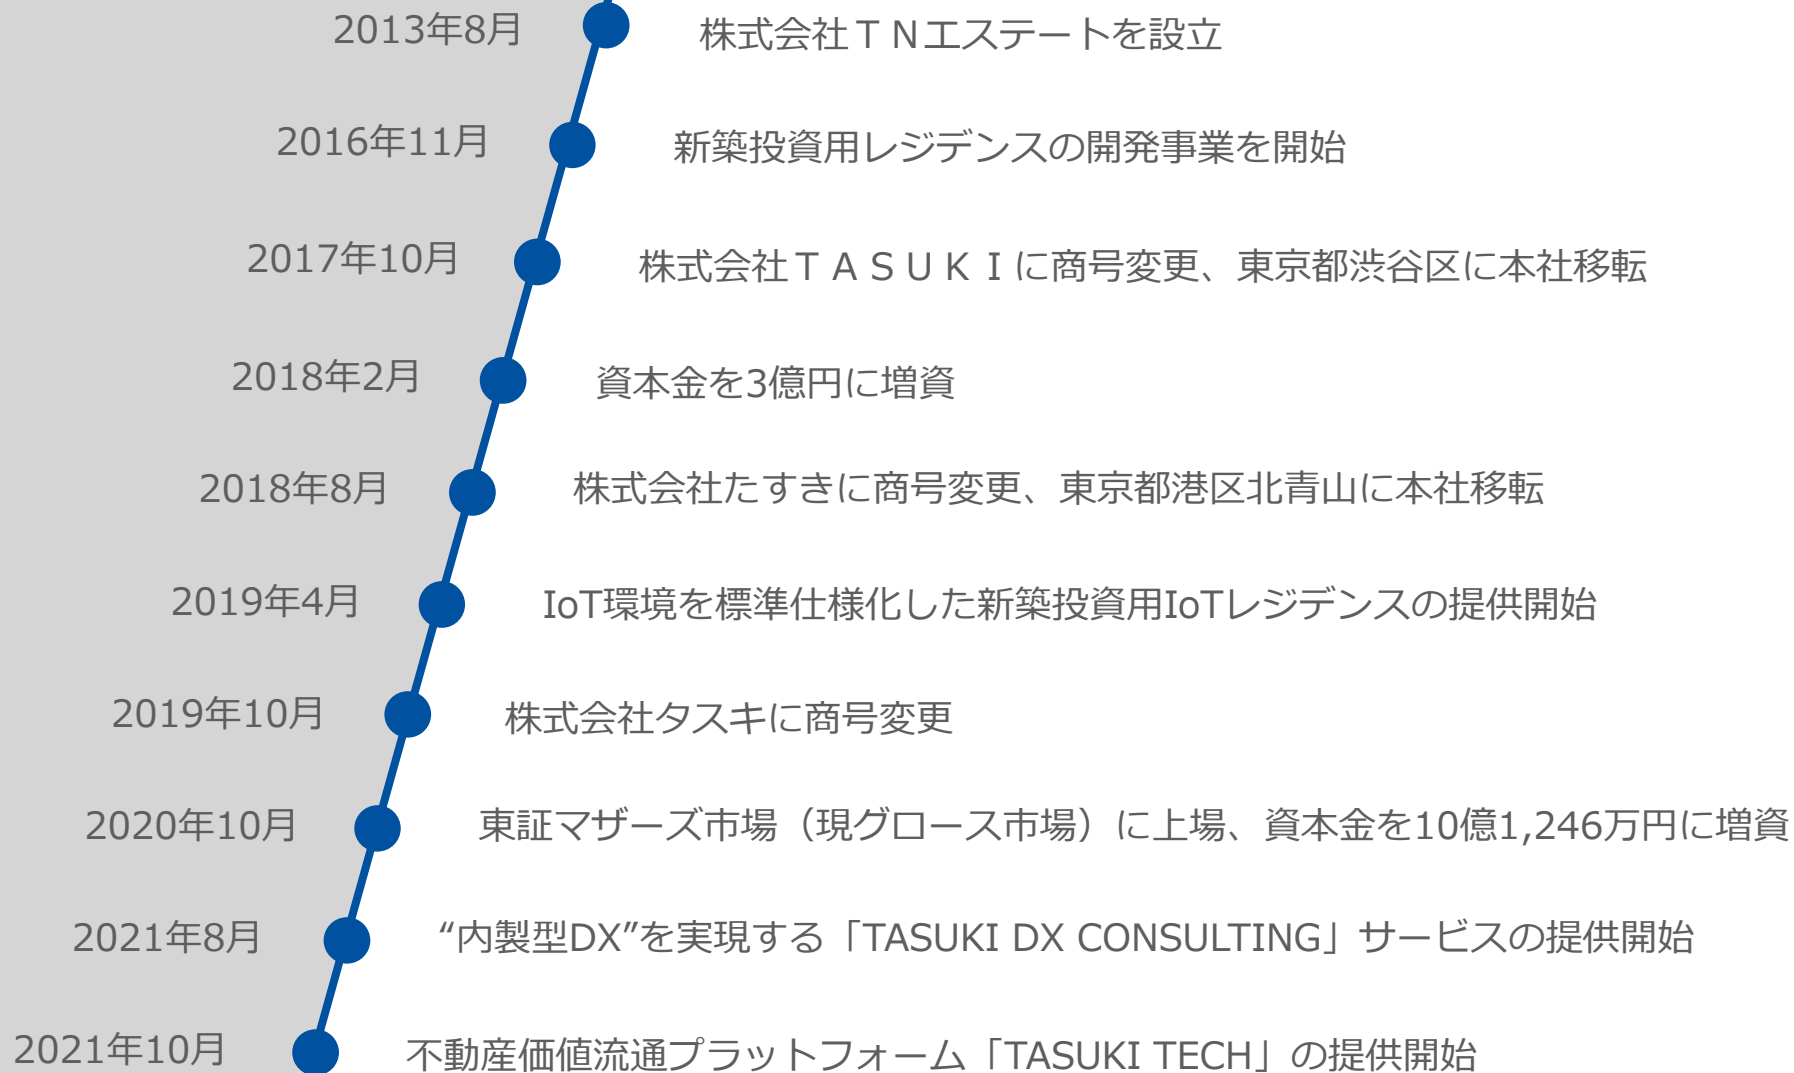 2013年8月 株式会社ＴＮエステートを設立
2016年11月 新築投資用レジデンスの開発事業を開始
2017年10月 株式会社ＴＡＳＵＫＩに商号変更、東京都渋谷区に本社移転
2018年2月 資本金を3億円に増資
2018年8月 株式会社たすきに商号変更、東京都港区北青山に本社移転
2019年4月 IoT環境を標準仕様化した新築投資用IoTレジデンスの提供開始
2019年10月 株式会社タスキに商号変更
2020年10月 東証マザーズ市場（現グロース市場）に上場、資本金を10億1,246万円に増資
2021年8月 “内製型DX”を実現する「TASUKI DX CONSULTING」サービスの提供開始
2021年10月 不動産価値流通プラットフォーム「TASUKI TECH」の提供開始